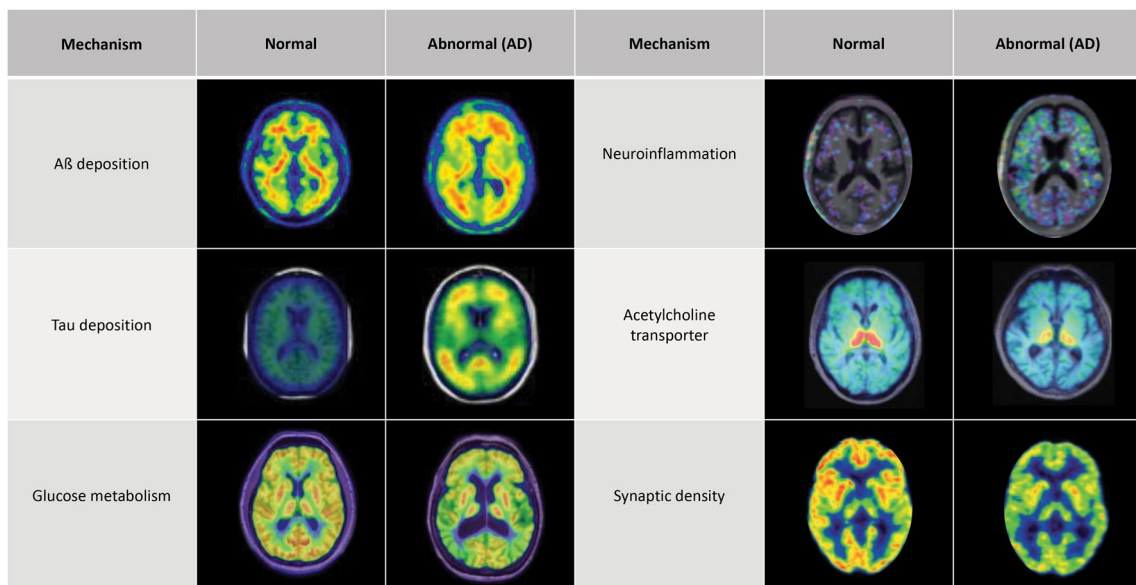 Mechanism
Normal
Abnormal (AD)
Mechanism
Normal
Abnormal (AD)
Aß deposition
Neuroinflammation
Tau deposition
Acetylcholine
transporter
Glucose metabolism
Synaptic density